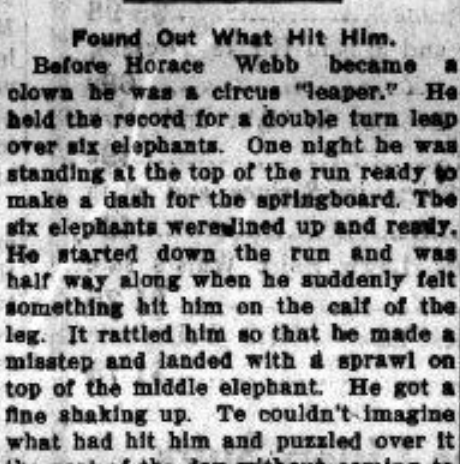 Found Out What Hit Him.
Before Horace Webb became a
clown he was a circus "leaper." He
held the record for a double turn leap
over six elephants. One night he was
standing at the top of the run ready to
make a dash for the springboard. The
six elephants were lined up and ready.
He started down the run and was
half way along when he suddenly felt
something hit him on the calf of the
leg. It rattled him so that he made a
misstep and landed with a sprawl on
top of the middle elephant. He got a
fine shaking up. Te couldn't imagine
what had hit him and puzzled over it